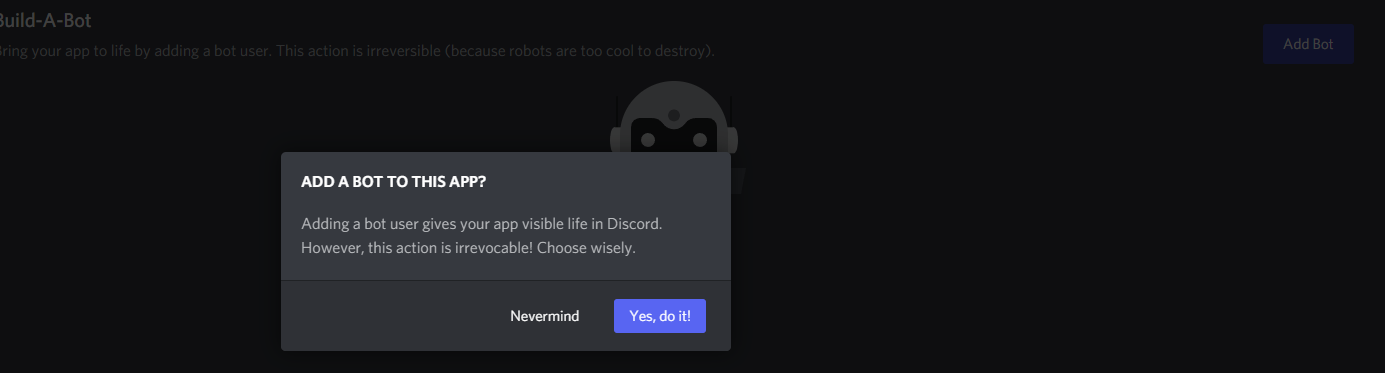 Build-A-Bot
Bring your app to life by adding a bot user. This action is irreversible (because robots are too cool to destroy).
Add Bot
ADD A BOT TO THIS APP?
Adding a bot user gives your app visible life in Discord.
However, this action is irrevocable! Choose wisely.
Nevermind
Yes, do it!